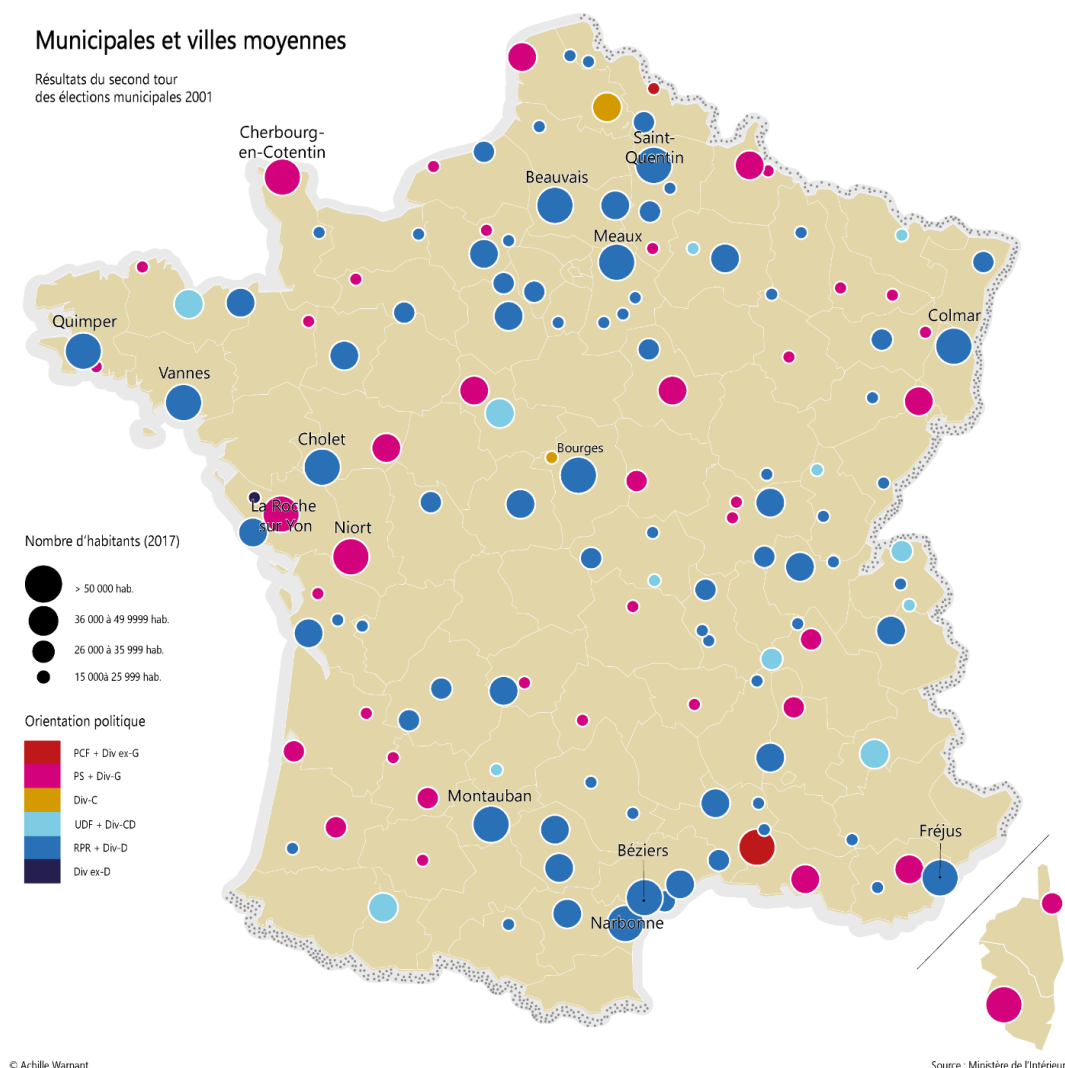 Municipales et villes moyennes
Résultats du second tour
des élections municipales 2001
Cherbourg-
en-Cotentin
Saint-
Quentin
Beauvais
Meaux
Quimper
Colmar
Vannes
Cholet
Bourges
La Roche
sur Yon
Niort
Nombre d'habitants (2017)
> 50 000 hab.
36 000 à 49 9999 hab.
26 000 à 35 999 hab.
15 000à 25 999 hab.
Orientation politique
PCF + Div ex-G
PS + Div-G
Div-C
UDF + Div-CD
RPR + Div-D
Div ex-D
Montauban
Béziers
Fréjus
Narbonne
© Achille Warnant
Source : Ministère de l'Intérieur